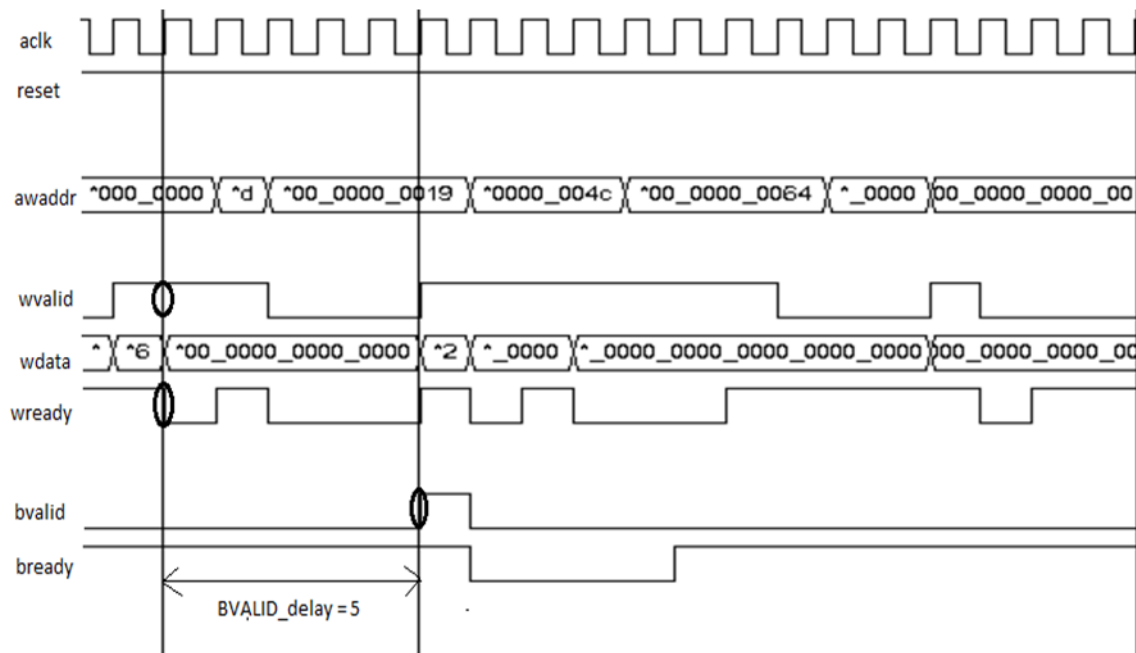 aclk
reset
awaddr ^000_0000 ^d ^00_0000_0019 ^0000_004c ^00_0000_0064 ^_0000 00_0000_0000_00
wvalid
wdata ^ ^6 ^00_0000_0000_0000 ^2 ^_0000 ^_0000_0000_0000_0000_0000 00_0000_0000_00
wready
bvalid
bready
BVALID_delay = 5